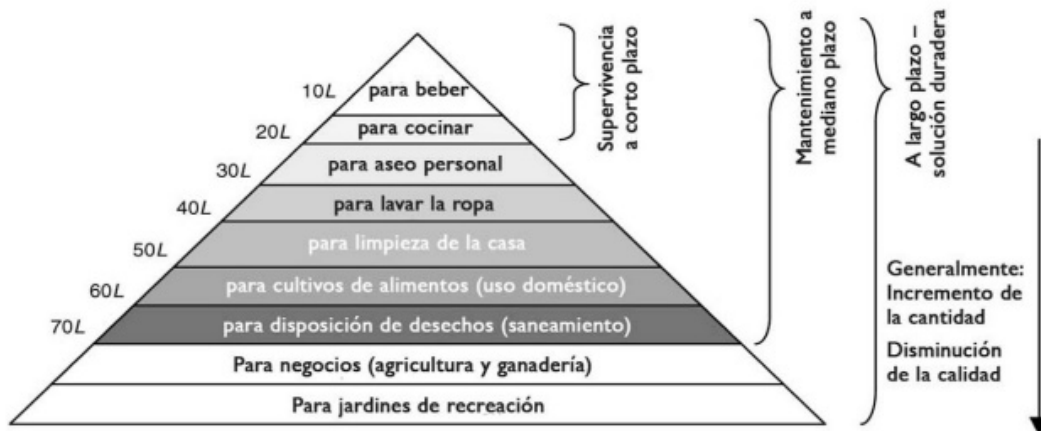 10L
para beber
20L
para cocinar
30L
para aseo personal
40L
para lavar la ropa
50L
para limpieza de la casa
60L
para cultivos de alimentos (uso doméstico)
70L
para disposición de desechos (saneamiento)
Para negocios (agricultura y ganadería)
Para jardines de recreación
Supervivencia
a corto plazo
Mantenimiento a
mediano plazo
A largo plazo –
solución duradera
Generalmente:
Incremento de
la cantidad
Disminución
de la calidad